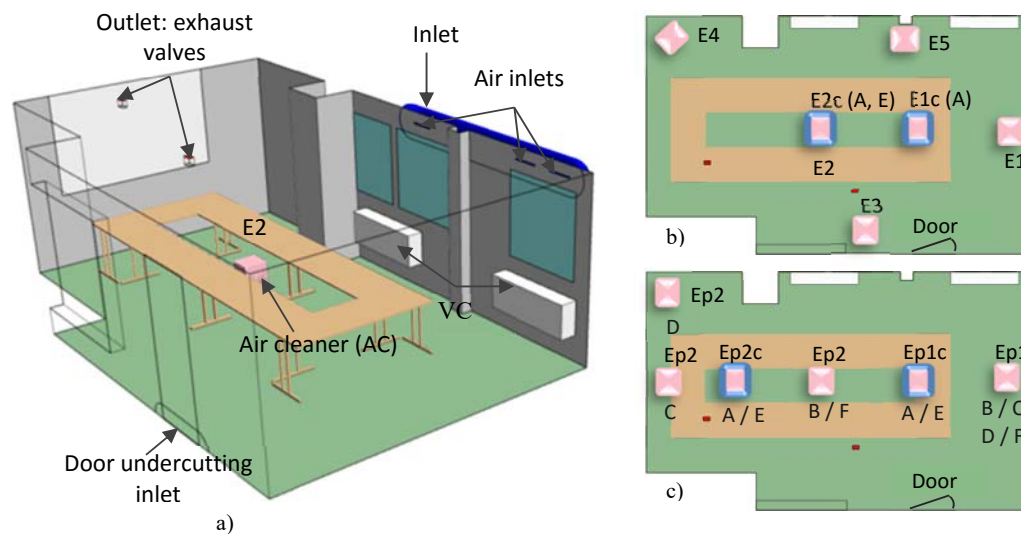 Outlet: exhaust
valves
Inlet
Air inlets
E2
VC
Air cleaner (AC)
Door undercutting
inlet
a)
E4
E5
E2c (A, E)
E1c (A)
E1
E2
E3
Door
b)
Ep2
D
Ep2
Ep2c
Ep2
Ep1c
Ep1
C
A / E
B / F
A / E
B / C
D / F
Door
c)